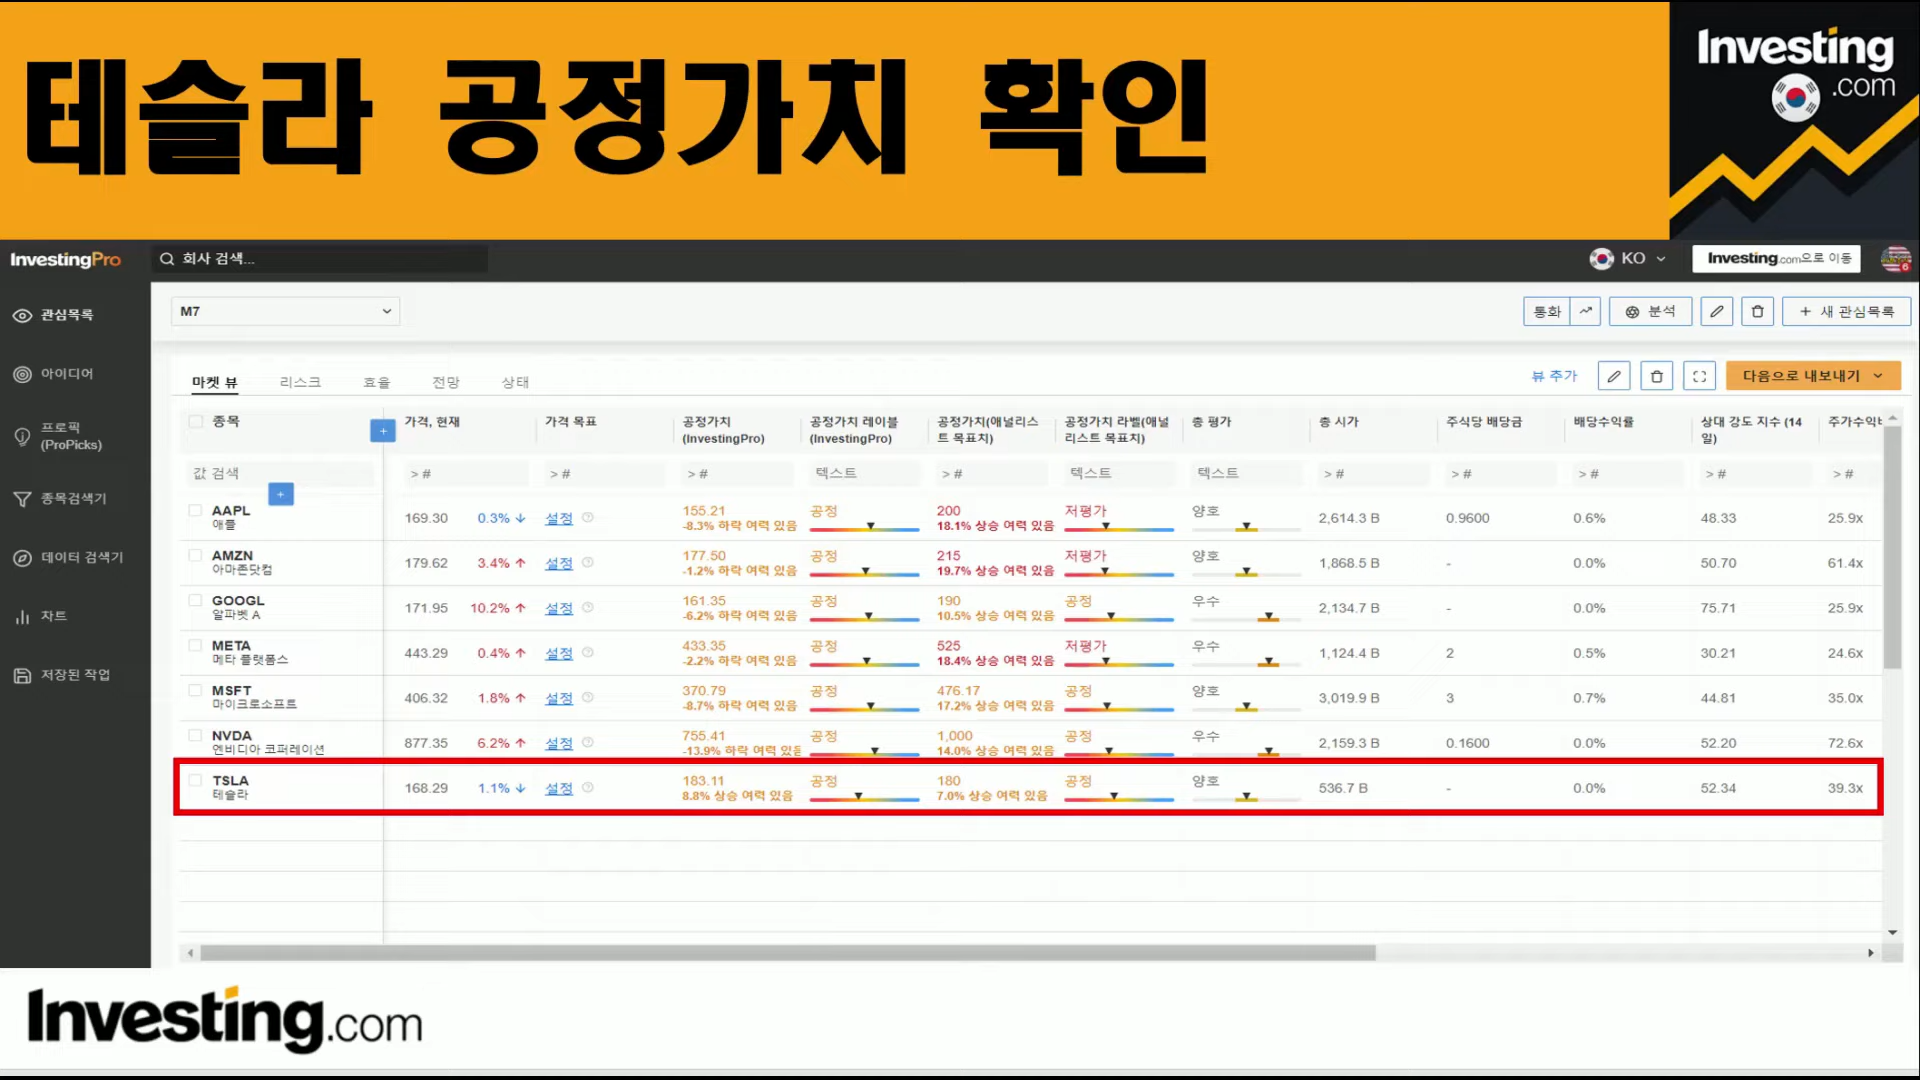 테슬라 공정가치 확인
Investing
.com
InvestingPro
회사 검색...
KO
Investing.com으로 이동
6
관심목록
아이디어
프로픽
(ProPicks)
종목검색기
데이터 검색기
차트
저장된 작업
M7
통화
분석
+ 새 관심목록
마켓 뷰 리스크 효율 전망 상태
뷰 추가
다음으로 내보내기
종목
가격, 현재
가격 목표
공정가치
(InvestingPro)
공정가치 레이블
(InvestingPro)
공정가치(애널리스
트 목표치)
공정가치 라벨(애널
리스트 목표치)
총 평가
총 시가
주식당 배당금
배당수익률
상대 강도 지수 (14
일)
주가수익비
값 검색 > # > # > # 텍스트 > # 텍스트 텍스트 > # > # > # > # > #
AAPL
애플
169.30 0.3% ↓ 설정
155.21
-8.3% 하락 여력 있음
공정
200
18.1% 상승 여력 있음
저평가
양호
2,614.3 B 0.9600 0.6% 48.33 25.9x
AMZN
아마존닷컴
179.62 3.4% ↑ 설정
177.50
-1.2% 하락 여력 있음
공정
215
19.7% 상승 여력 있음
저평가
양호
1,868.5 B - 0.0% 50.70 61.4x
GOOGL
알파벳 A
171.95 10.2% ↑ 설정
161.35
-6.2% 하락 여력 있음
공정
190
10.5% 상승 여력 있음
공정
우수
2,134.7 B - 0.0% 75.71 25.9x
META
메타 플랫폼스
443.29 0.4% ↑ 설정
433.35
-2.2% 하락 여력 있음
공정
525
18.4% 상승 여력 있음
저평가
우수
1,124.4 B 2 0.5% 30.21 24.6x
MSFT
마이크로소프트
406.32 1.8% ↑ 설정
370.79
-8.7% 하락 여력 있음
공정
476.17
17.2% 상승 여력 있음
공정
양호
3,019.9 B 3 0.7% 44.81 35.0x
NVDA
엔비디아 코퍼레이션
877.35 6.2% ↑ 설정
755.41
-13.9% 하락 여력 있음
공정
1,000
14.0% 상승 여력 있음
공정
우수
2,159.3 B 0.1600 0.0% 52.20 72.6x
TSLA
테슬라
168.29 1.1% ↓ 설정
183.11
8.8% 상승 여력 있음
공정
180
7.0% 상승 여력 있음
공정
양호
536.7 B - 0.0% 52.34 39.3x
Investing.com